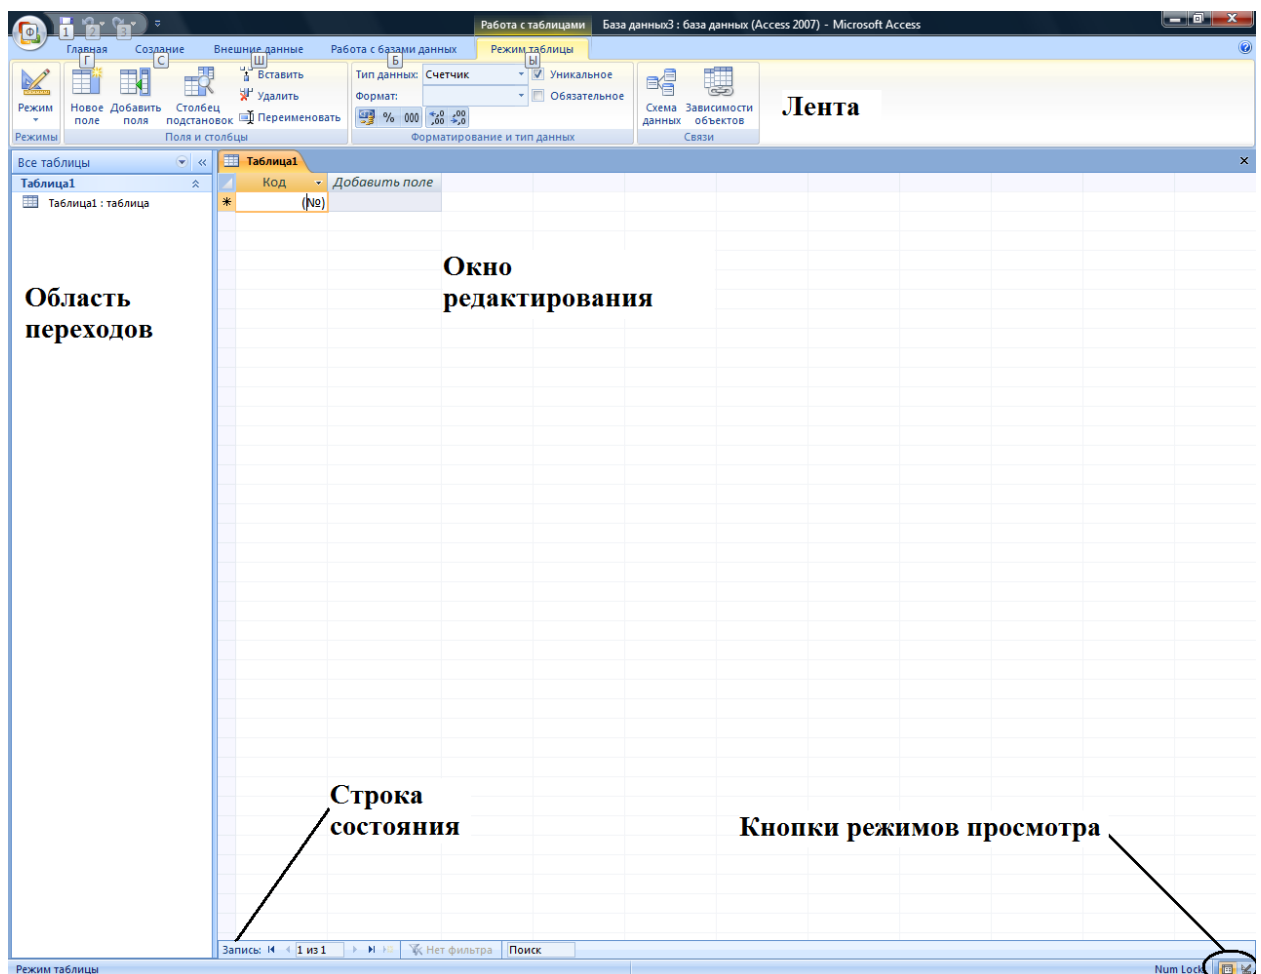 Работа с таблицами База данных3 : база данных (Access 2007) - Microsoft Access
1 2 3
Главная Создание Внешние данные Работа с базами данных Режим таблицы
Г С Ш Б Ы
Режим
Новое поле
Добавить поля
Столбец подстановок
Вставить
Удалить
Переименовать
Тип данных: Счетчик
Формат:
% 000
Уникальное
Обязательное
Схема данных
Зависимости объектов
Лента
Режимы Поля и столбцы Форматирование и тип данных Связи
Все таблицы
Таблица1
Таблица1 : таблица
Таблица1
Код Добавить поле
(№)
Окно
редактирования
Область
переходов
Строка
состояния
Кнопки режимов просмотра
Запись: 1 из 1 Нет фильтра Поиск
Режим таблицы Num Lock